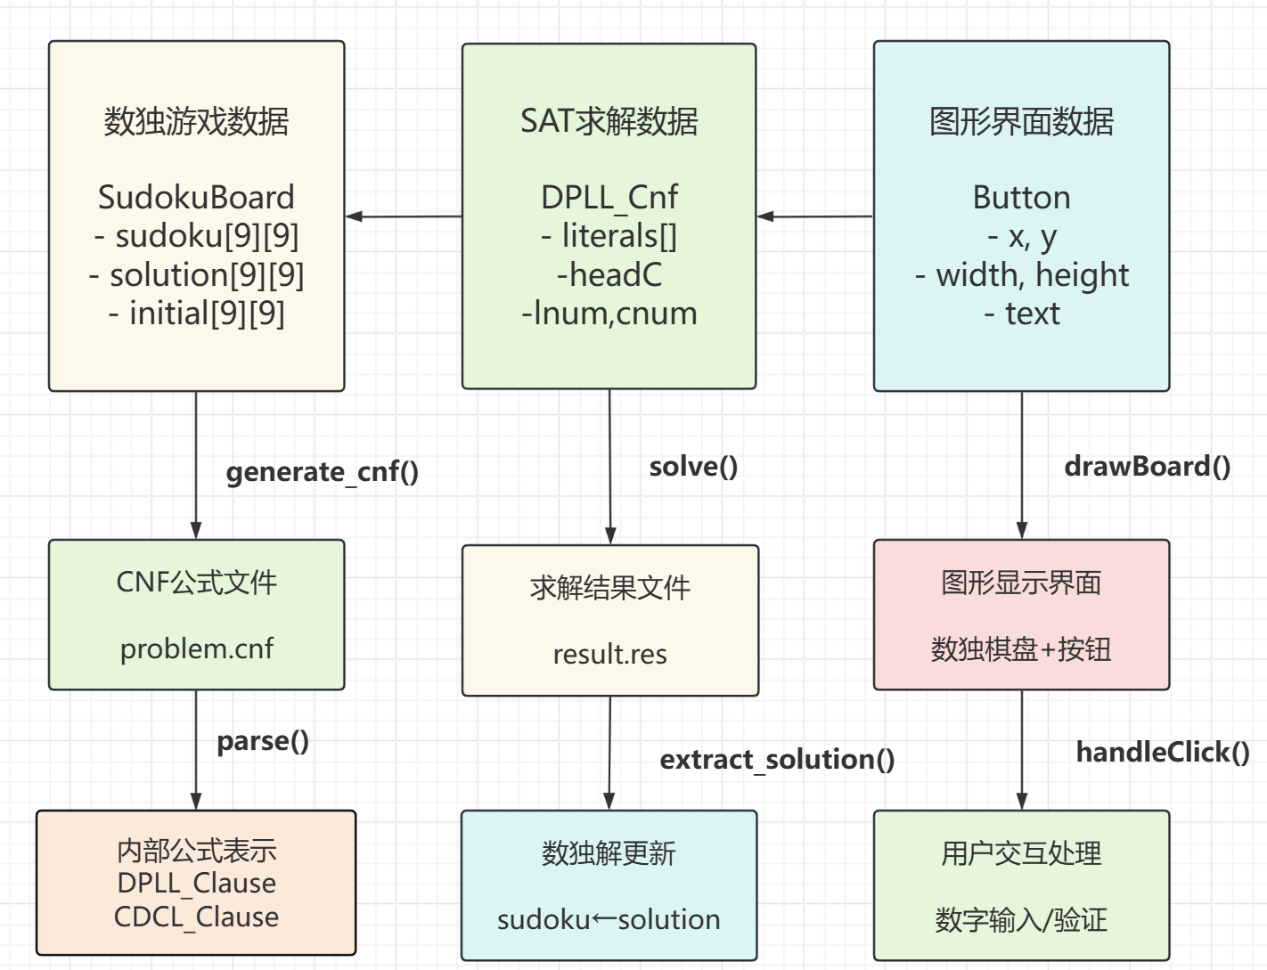 数独游戏数据
SudokuBoard
- sudoku[9][9]
- solution[9][9]
- initial[9][9]
SAT求解数据
DPLL_Cnf
- literals[]
-headC
-lnum,cnum
图形界面数据
Button
- x, y
- width, height
- text
generate_cnf()
solve()
drawBoard()
CNF公式文件
problem.cnf
求解结果文件
result.res
图形显示界面
数独棋盘+按钮
parse()
extract_solution()
handleClick()
内部公式表示
DPLL_Clause
CDCL_Clause
数独解更新
sudoku←solution
用户交互处理
数字输入/验证